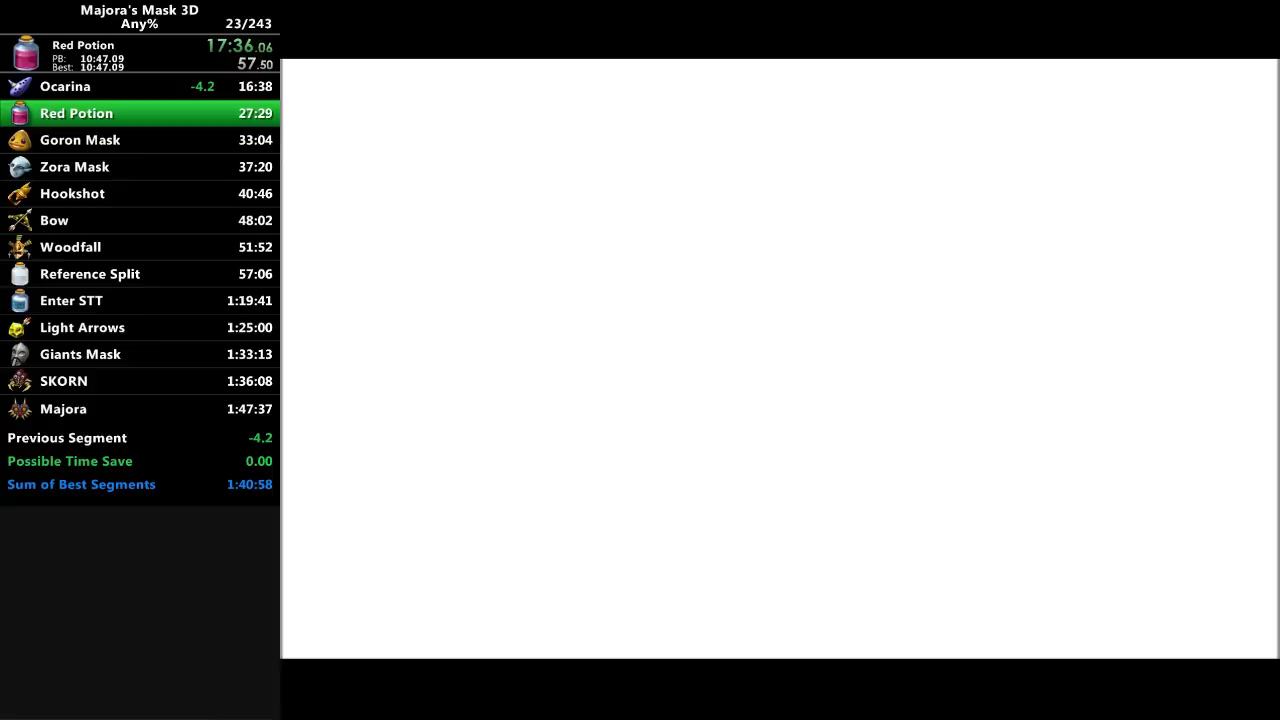 Majora's Mask 3D
Any% 23/243
Red Potion 17:36.06
PB: 10:47.09
Best: 10:47.09 57.50
Ocarina -4.2 16:38
Red Potion 27:29
Goron Mask 33:04
Zora Mask 37:20
Hookshot 40:46
Bow 48:02
Woodfall 51:52
Reference Split 57:06
Enter STT 1:19:41
Light Arrows 1:25:00
Giants Mask 1:33:13
SKORN 1:36:08
Majora 1:47:37
Previous Segment -4.2
Possible Time Save 0.00
Sum of Best Segments 1:40:58